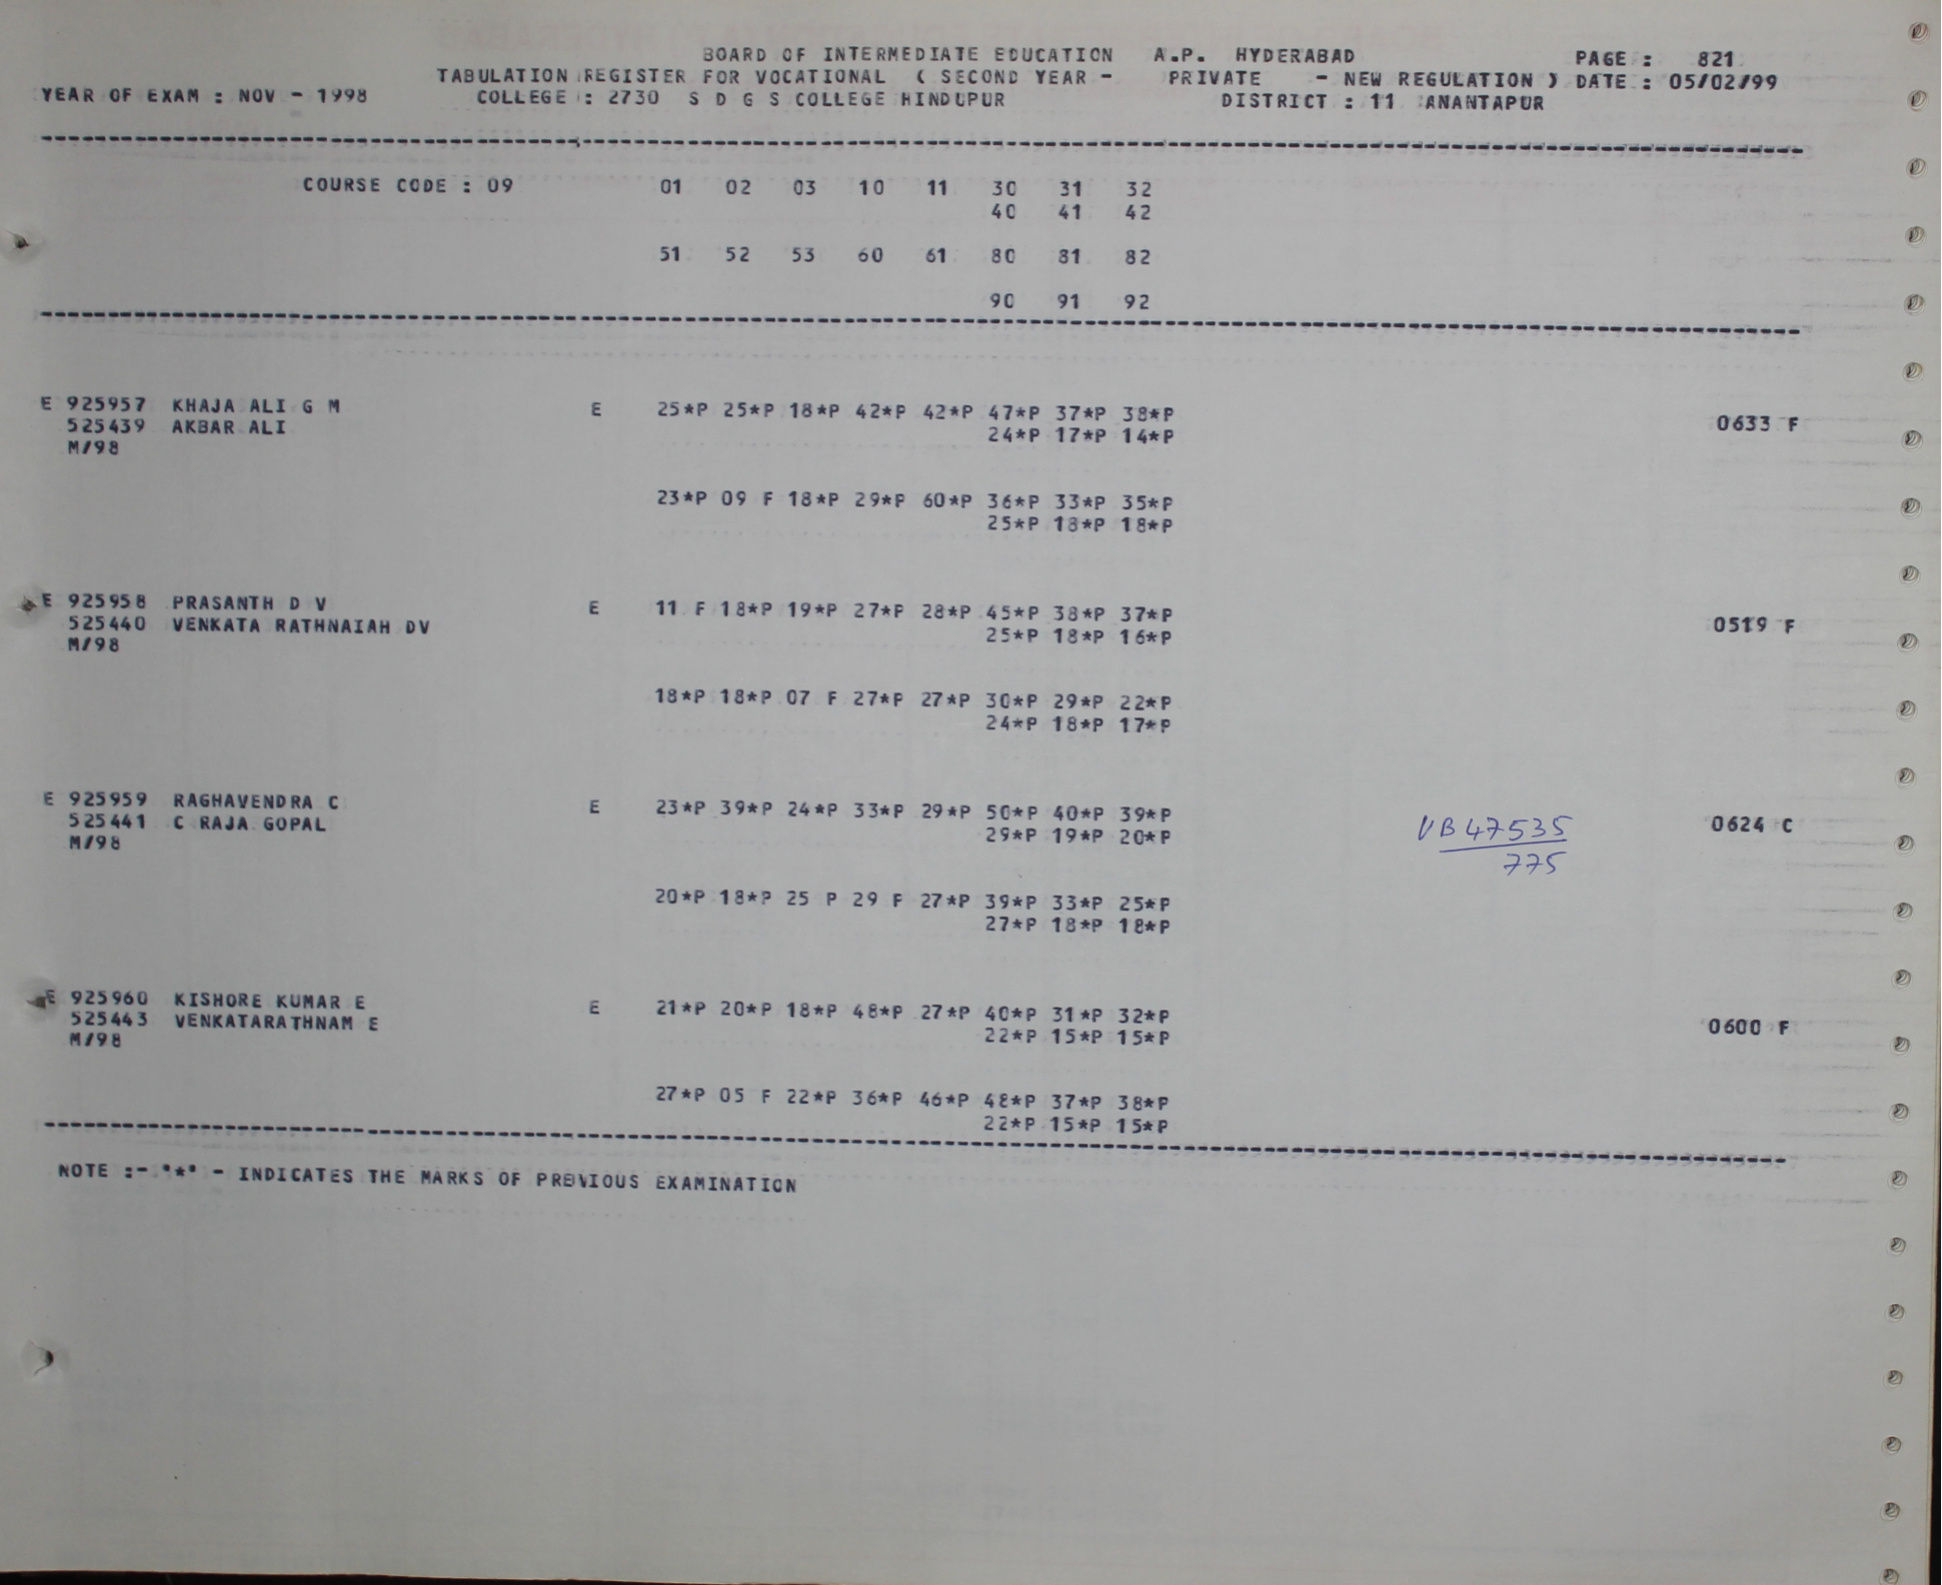 BOARD OF INTERMEDIATE EDUCATION A.P. HYDERABAD PAGE : 821
TABULATION REGISTER FOR VOCATIONAL ( SECOND YEAR - PRIVATE - NEW REGULATION ) DATE : 05/02/99
YEAR OF EXAM : NOV - 1998 COLLEGE : 2730 S D G S COLLEGE HINDUPUR DISTRICT : 11 ANANTAPUR
COURSE CODE : 09 01 02 03 10 11 30 31 32
40 41 42
51 52 53 60 61 80 81 82
90 91 92
E 925957 KHAJA ALI G M E 25*P 25*P 18*P 42*P 42*P 47*P 37*P 38*P
525439 AKBAR ALI 24*P 17*P 14*P 0633 F
M/98
23*P 09 F 18*P 29*P 60*P 36*P 33*P 35*P
25*P 18*P 18*P
E 925958 PRASANTH D V E 11 F 18*P 19*P 27*P 28*P 45*P 38*P 37*P
525440 VENKATA RATHNAIAH DV 25*P 18*P 16*P 0519 F
M/98
18*P 18*P 07 F 27*P 27*P 30*P 29*P 22*P
24*P 18*P 17*P
E 925959 RAGHAVENDRA C E 23*P 39*P 24*P 33*P 29*P 50*P 40*P 39*P
525441 C RAJA GOPAL 29*P 19*P 20*P VB47535 0624 C
M/98 775
20*P 18*P 25 P 29 F 27*P 39*P 33*P 25*P
27*P 18*P 18*P
E 925960 KISHORE KUMAR E E 21*P 20*P 18*P 48*P 27*P 40*P 31*P 32*P
525443 VENKATARATHNAM E 22*P 15*P 15*P 0600 F
M/98
27*P 05 F 22*P 36*P 46*P 48*P 37*P 38*P
22*P 15*P 15*P
NOTE :- "*" - INDICATES THE MARKS OF PREVIOUS EXAMINATION